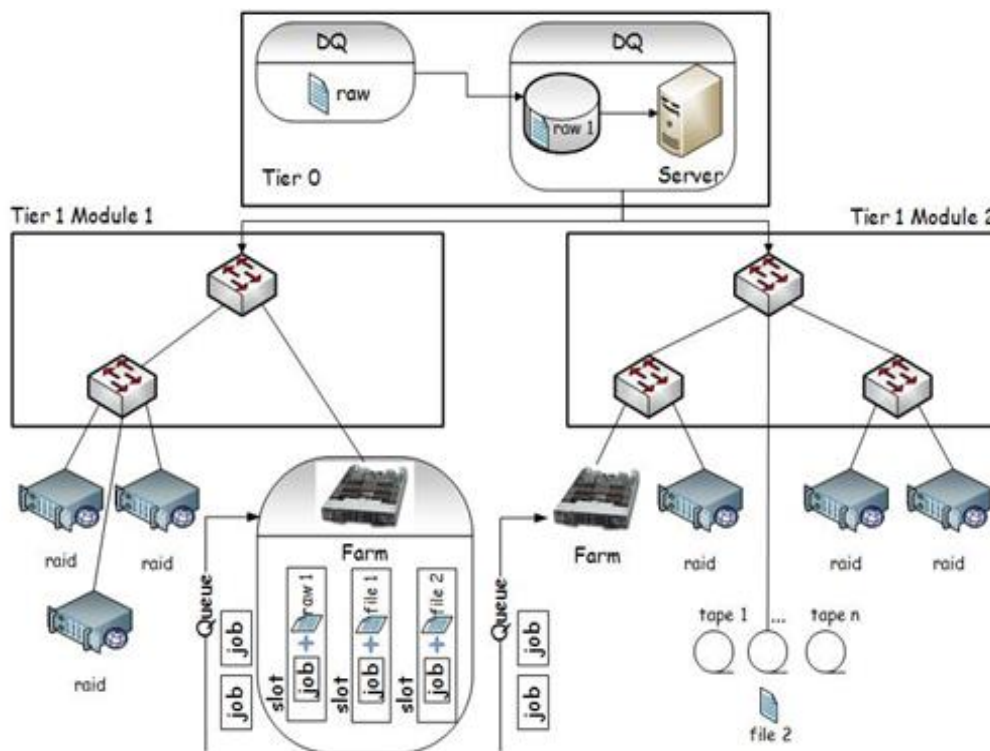 DQ
DQ
raw
raw 1
Server
Tier 0
Tier 1 Module 1
Tier 1 Module 2
raid
raid
raid
Farm
Queue
job
job
slot
job
+
raw 1
slot
job
+
file 1
slot
job
+
file 2
Queue
job
job
Farm
raid
raid
raid
tape 1
...
tape n
file 2